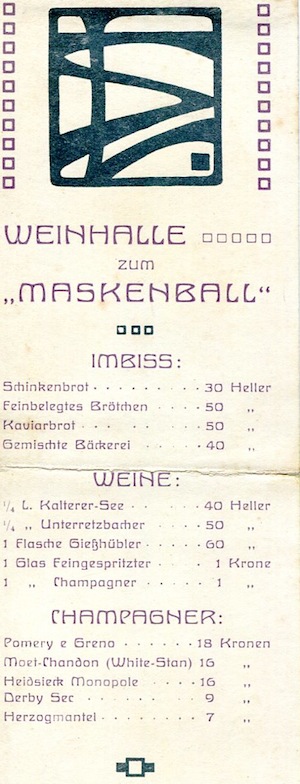 WEINHALLE
ZUM
„MASKENBALL“
IMBISS:
Schinkenbrot · · · · · · · · · 30 Heller
Feinbelegtes Brötchen · · · · 50 „
Kaviarbrot · · · · · · · · 50 „
Gemischte Bäckerei · · · · 40 „
WEINE:
1/4 L. Kalterer-See · · · · · 40 Heller
1/4 „ Unterretzbacher · · · 50 „
1 Flasche Gießhübler · · · · 60 „
1 Glas Feingespritzter · · 1 Krone
1 „ Champagner · · · · · 1 „
CHAMPAGNER:
Pomery e Greno · · · · · · 18 Kronen
Moet-Chandon (White-Stan) 16 „
Heidsieck Monopole · · · · 16 „
Derby Sec · · · · · · · · 9 „
Herzogmantel · · · · · · · · 7 „